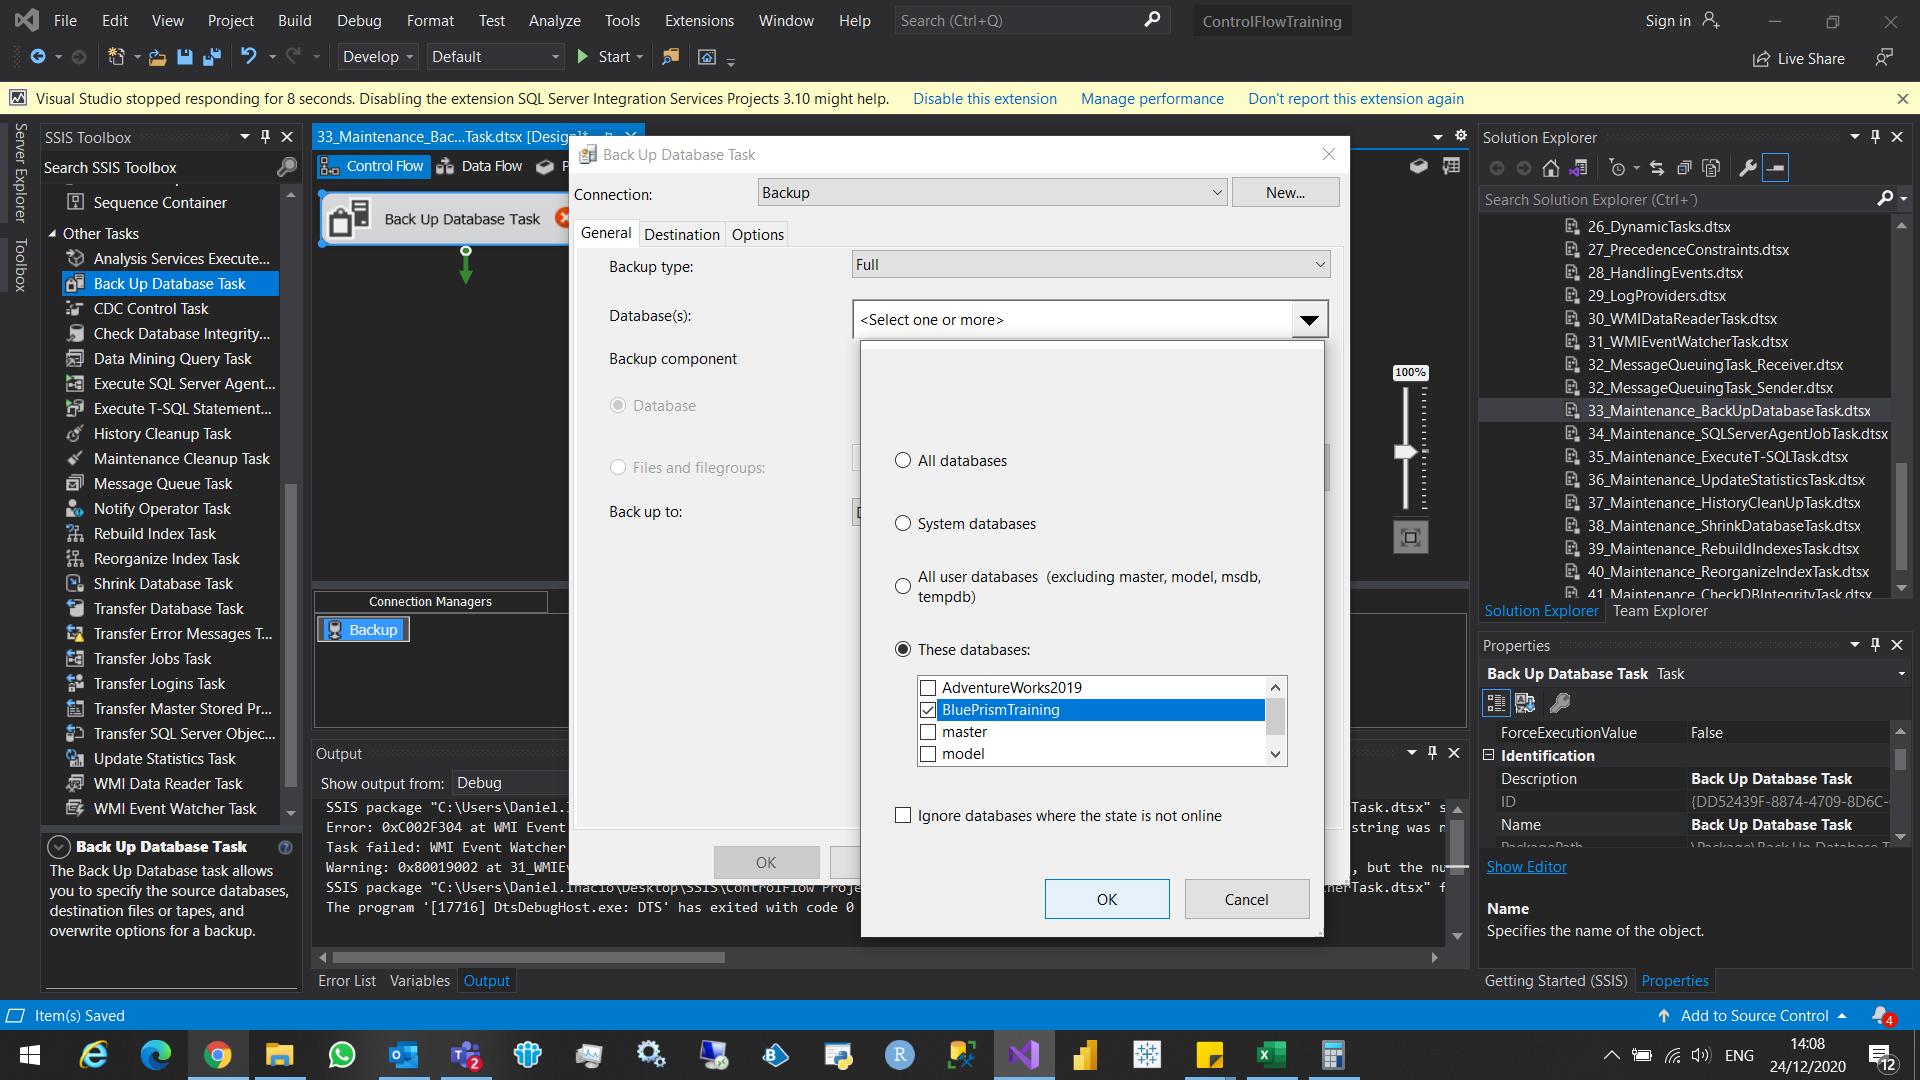 File Edit View Project Build Debug Format Test Analyze Tools Extensions Window Help Search (Ctrl+Q) ControlFlowTraining Sign in
Develop Default Start Live Share
Visual Studio stopped responding for 8 seconds. Disabling the extension SQL Server Integration Services Projects 3.10 might help. Disable this extension Manage performance Don't report this extension again
Server Explorer
Toolbox
SSIS Toolbox
Search SSIS Toolbox
Sequence Container
Other Tasks
Analysis Services Execute...
Back Up Database Task
CDC Control Task
Check Database Integrity...
Data Mining Query Task
Execute SQL Server Agent...
Execute T-SQL Statement...
History Cleanup Task
Maintenance Cleanup Task
Message Queue Task
Notify Operator Task
Rebuild Index Task
Reorganize Index Task
Shrink Database Task
Transfer Database Task
Transfer Error Messages T...
Transfer Jobs Task
Transfer Logins Task
Transfer Master Stored Pr...
Transfer SQL Server Objec...
Update Statistics Task
WMI Data Reader Task
WMI Event Watcher Task
Back Up Database Task
The Back Up Database task allows
you to specify the source databases,
destination files or tapes, and
overwrite options for a backup.
33_Maintenance_Bac...Task.dtsx [Design]*
Control Flow Data Flow P
Back Up Database Task
Connection Managers
Backup
100%
Back Up Database Task
Connection: Backup New...
General Destination Options
Backup type: Full
Database(s): <Select one or more>
Backup component
Database
Files and filegroups:
Back up to:
OK
All databases
System databases
All user databases (excluding master, model, msdb,
tempdb)
These databases:
AdventureWorks2019
BluePrismTraining
master
model
Ignore databases where the state is not online
OK Cancel
Output
Show output from: Debug
SSIS package "C:\Users\Daniel.I Task.dtsx" s
Error: 0xC002F304 at WMI Event string was n
Task failed: WMI Event Watcher
Warning: 0x80019002 at 31_WMIEv , but the nu
SSIS package "C:\Users\Daniel.Inacio\Desktop\SSIS\ControlFlow Proje herTask.dtsx" f
The program '[17716] DtsDebugHost.exe: DTS' has exited with code 0
Error List Variables Output
Solution Explorer
Search Solution Explorer (Ctrl+´)
26_DynamicTasks.dtsx
27_PrecedenceConstraints.dtsx
28_HandlingEvents.dtsx
29_LogProviders.dtsx
30_WMIDataReaderTask.dtsx
31_WMIEventWatcherTask.dtsx
32_MessageQueuingTask_Receiver.dtsx
32_MessageQueuingTask_Sender.dtsx
33_Maintenance_BackUpDatabaseTask.dtsx
34_Maintenance_SQLServerAgentJobTask.dtsx
35_Maintenance_ExecuteT-SQLTask.dtsx
36_Maintenance_UpdateStatisticsTask.dtsx
37_Maintenance_HistoryCleanUpTask.dtsx
38_Maintenance_ShrinkDatabaseTask.dtsx
39_Maintenance_RebuildIndexesTask.dtsx
40_Maintenance_ReorganizeIndexTask.dtsx
41_Maintenance_CheckDBIntegrityTask.dtsx
Solution Explorer Team Explorer
Properties
Back Up Database Task Task
ForceExecutionValue False
Identification
Description Back Up Database Task
ID {DD52439F-8874-4709-8D6C-
Name Back Up Database Task
PackagePath \Package\Back Up Database T
Show Editor
Name
Specifies the name of the object.
Getting Started (SSIS) Properties
Item(s) Saved Add to Source Control 4
2 ENG 14:08
24/12/2020 12